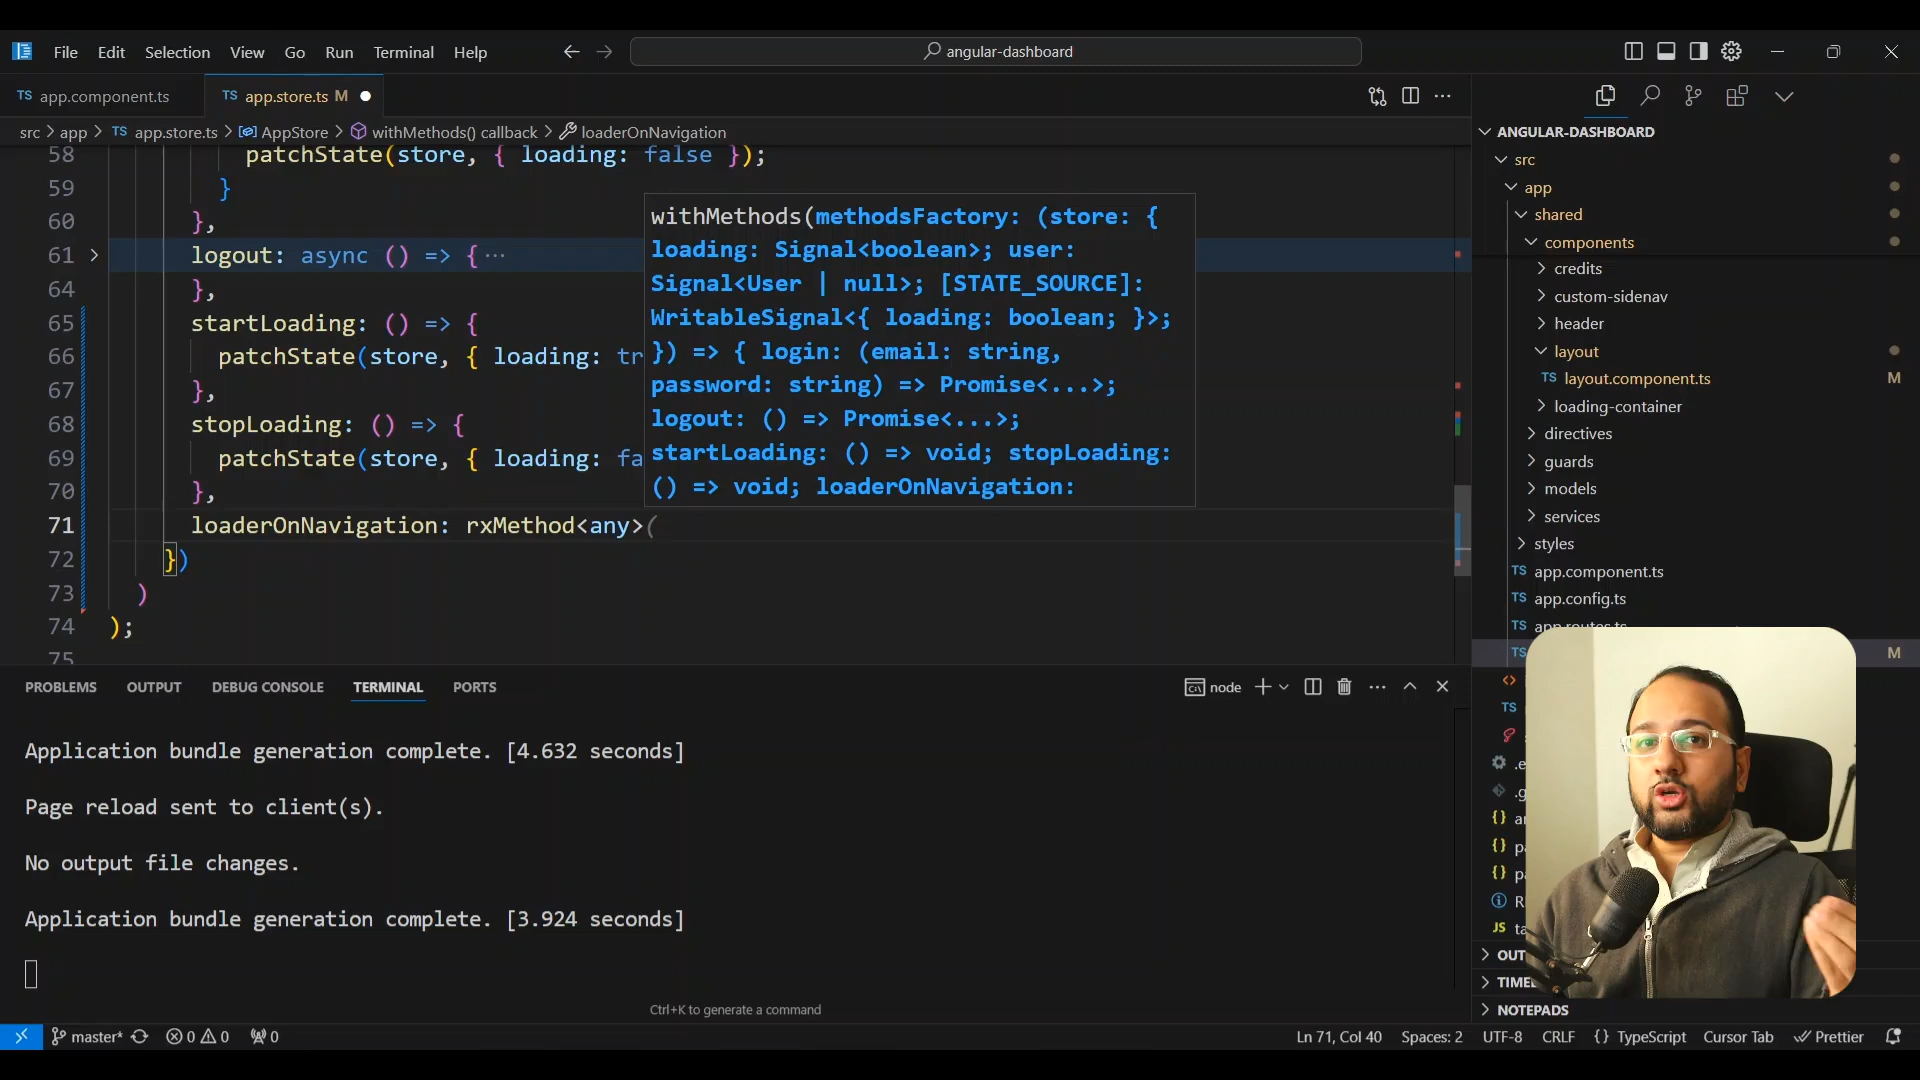 File Edit Selection View Go Run Terminal Help
angular-dashboard
TS app.component.ts
TS app.store.ts M
src > app > TS app.store.ts > AppStore > withMethods() callback > loaderOnNavigation
58 patchState(store, { loading: false });
59 }
60 },
61 logout: async () => { ...
64 },
65 startLoading: () => {
66 patchState(store, { loading: tr
67 },
68 stopLoading: () => {
69 patchState(store, { loading: fa
70 },
71 loaderOnNavigation: rxMethod<any>(
72 })
73 )
74 );
75
withMethods(methodsFactory: (store: {
loading: Signal<boolean>; user:
Signal<User | null>; [STATE_SOURCE]:
WritableSignal<{ loading: boolean; }>;
}) => { login: (email: string,
password: string) => Promise<...>;
logout: () => Promise<...>;
startLoading: () => void; stopLoading:
() => void; loaderOnNavigation:
PROBLEMS OUTPUT DEBUG CONSOLE TERMINAL PORTS
node
Application bundle generation complete. [4.632 seconds]
Page reload sent to client(s).
No output file changes.
Application bundle generation complete. [3.924 seconds]
Ctrl+K to generate a command
ANGULAR-DASHBOARD
src
app
shared
components
credits
custom-sidenav
header
layout
TS layout.component.ts M
loading-container
directives
guards
models
services
styles
TS app.component.ts
TS app.config.ts
TS app.routes.ts
TS M
TS
.e
.g
{} a
{} p
{} p
R
JS ta
OUT
TIME
NOTEPADS
master* 0 0 0
Ln 71, Col 40 Spaces: 2 UTF-8 CRLF {} TypeScript Cursor Tab Prettier